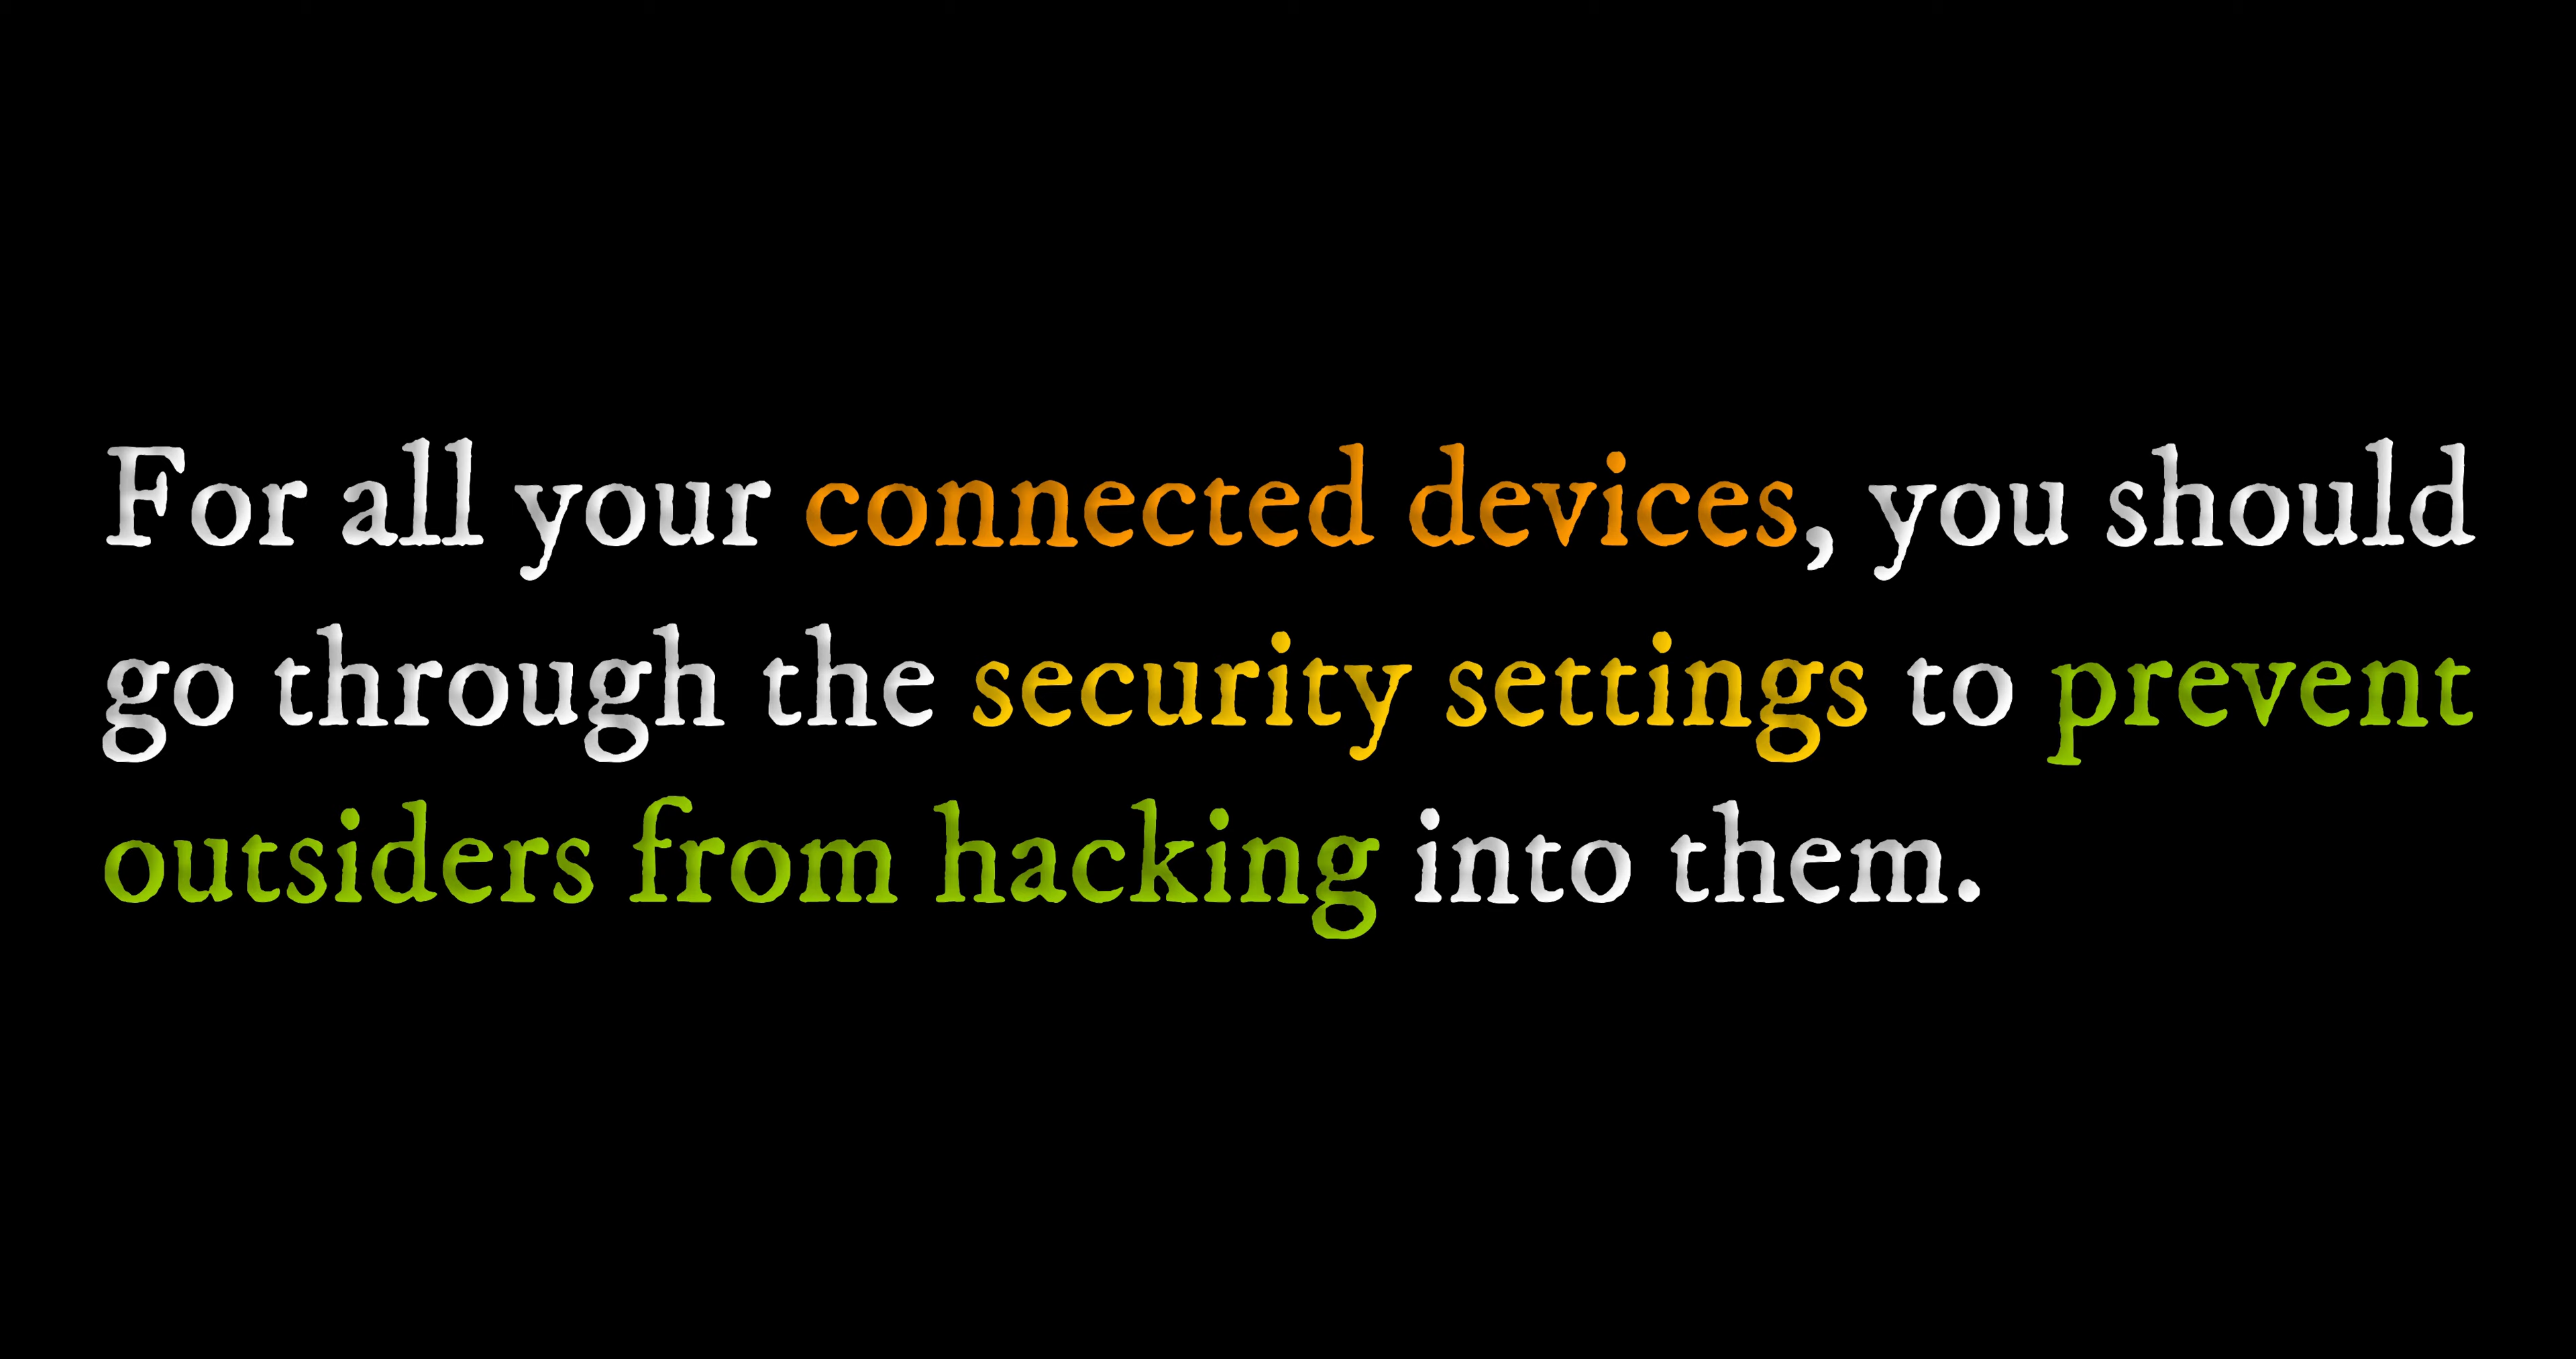 For all your connected devices, you should
go through the security settings to prevent
outsiders from hacking into them.